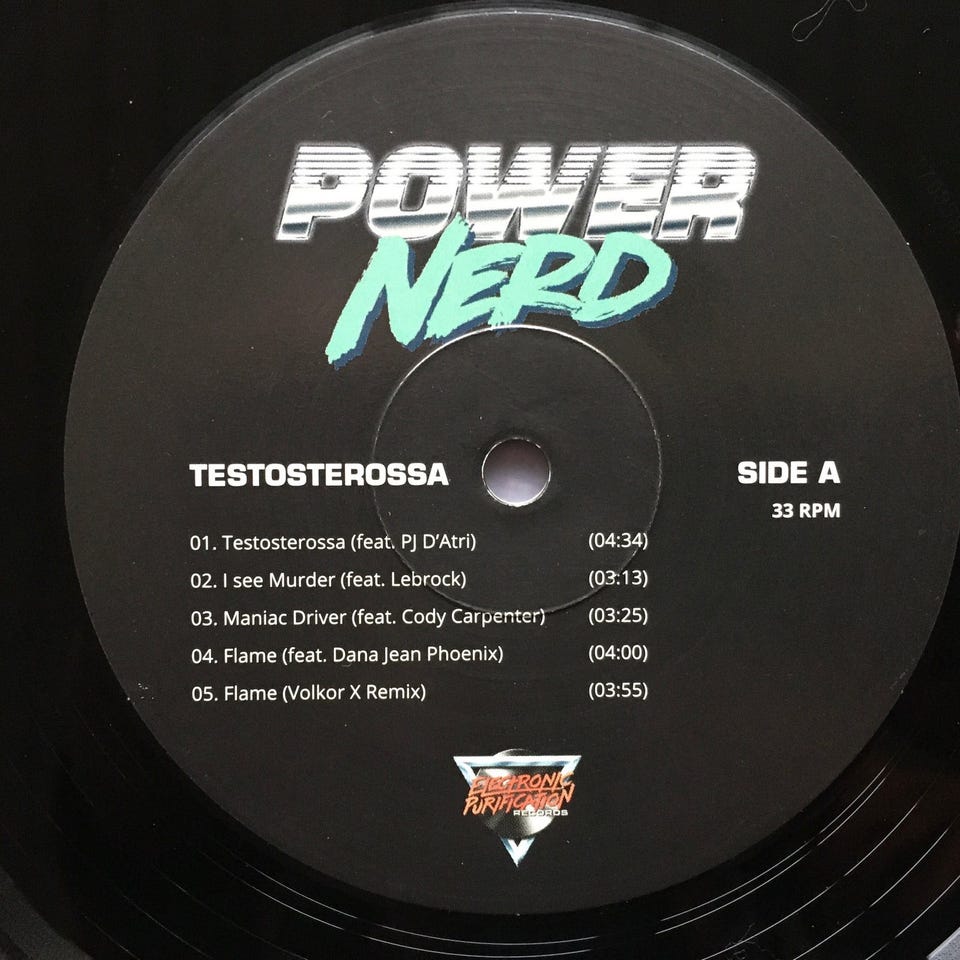 POWER
NERD
TESTOSTEROSSA
SIDE A
33 RPM
01. Testosterossa (feat. PJ D'Atri) (04:34)
02. I see Murder (feat. Lebrock) (03:13)
03. Maniac Driver (feat. Cody Carpenter) (03:25)
04. Flame (feat. Dana Jean Phoenix) (04:00)
05. Flame (Volkor X Remix) (03:55)
ELECTRONIC
PURIFICATION
RECORDS